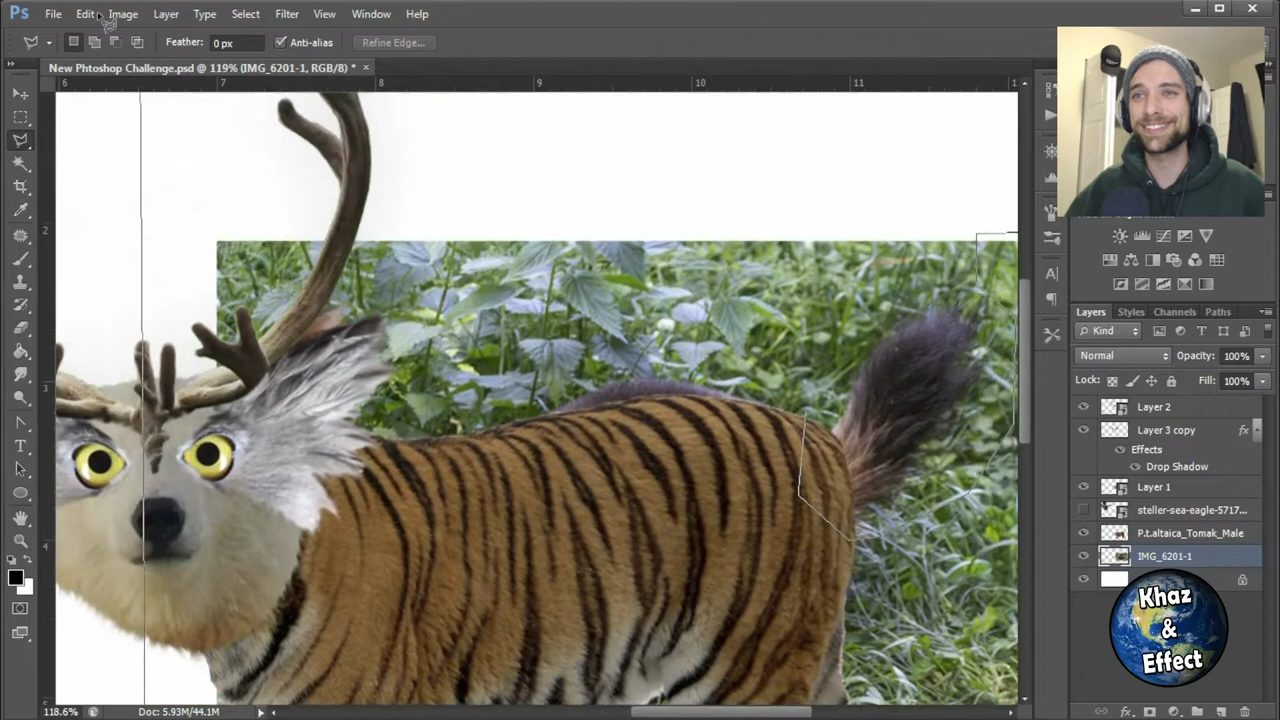 Ps File Edit Image Layer Type Select Filter View Window Help
Feather: 0 px Anti-alias Refine Edge...
New Phtoshop Challenge.psd @ 119% (IMG_6201-1, RGB/8) * ×
6 7 8 9 10 11
2
3
4
Layers Styles Channels Paths
Kind
Normal Opacity: 100%
Lock: Fill: 100%
Layer 2
Layer 3 copy fx
Effects
Drop Shadow
Layer 1
steller-sea-eagle-5717...
P.t.altaica_Tomak_Male
IMG_6201-1
Khaz
&
Effect
118.6% Doc: 5.93M/44.1M